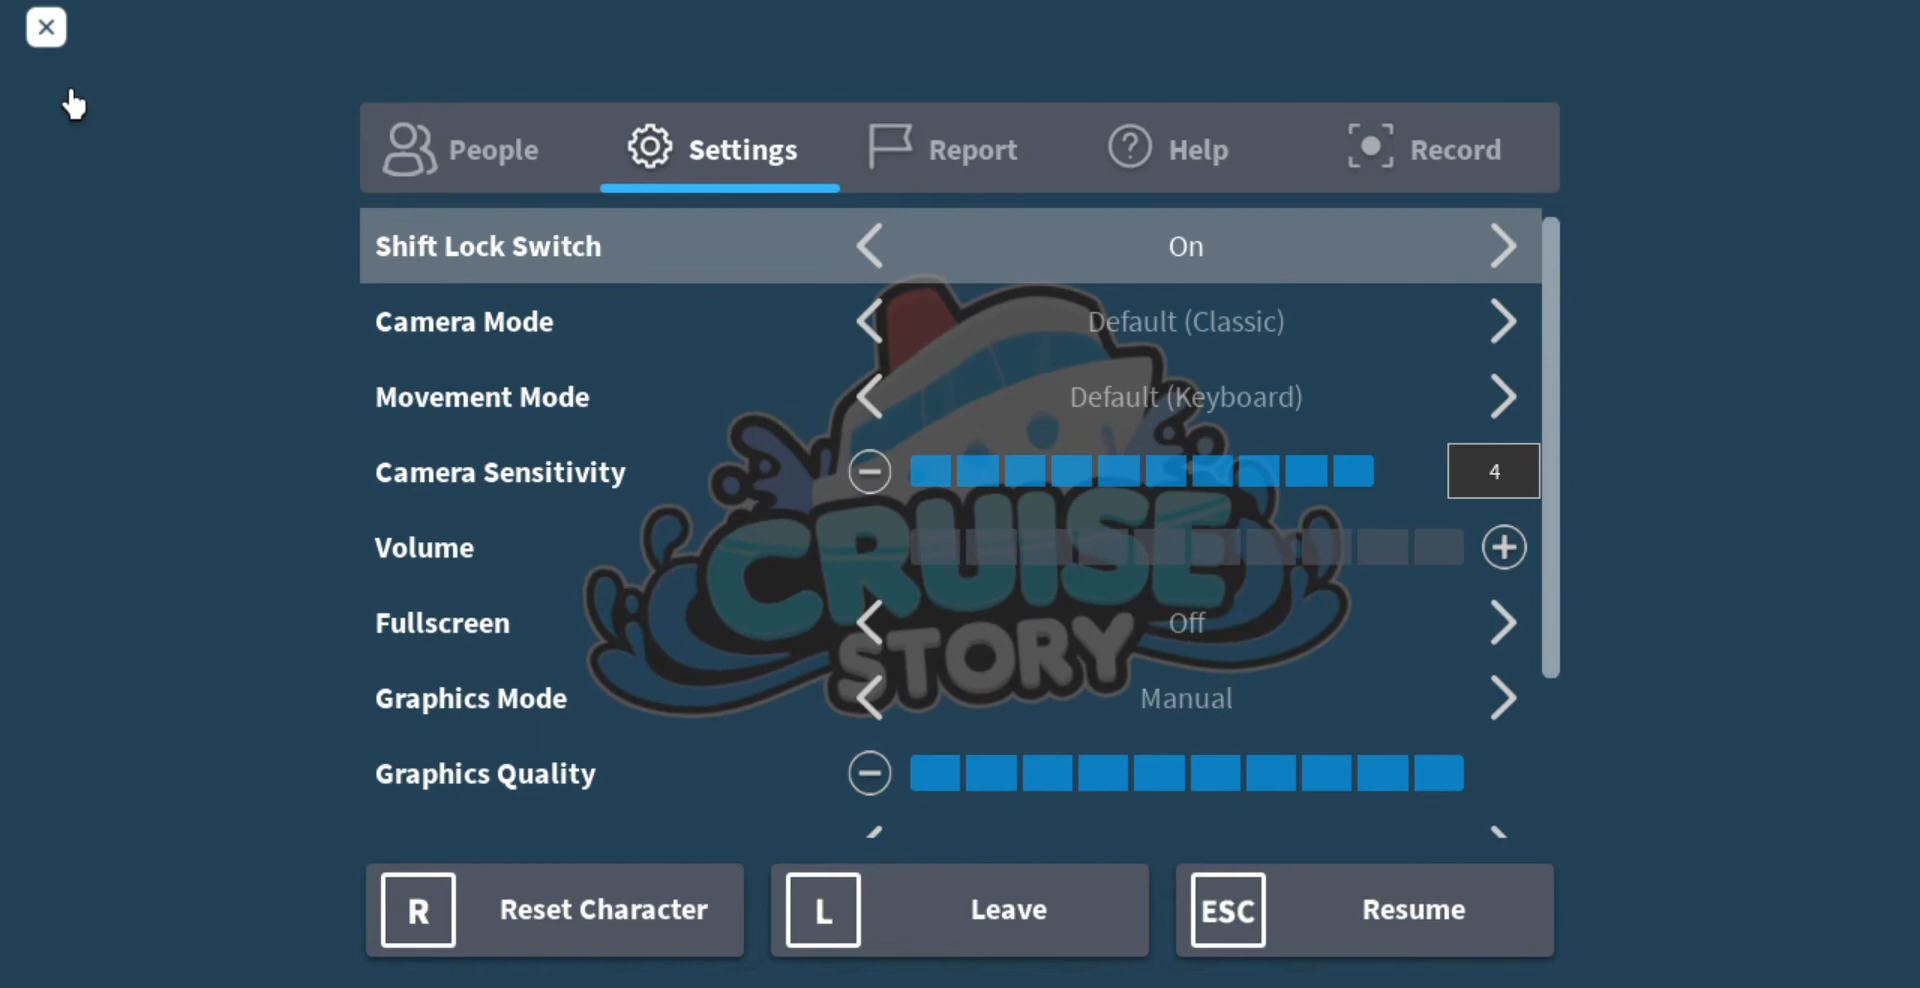 People Settings Report Help Record
Shift Lock Switch On
Camera Mode Default (Classic)
Movement Mode Default (Keyboard)
Camera Sensitivity 4
Volume
CRUISE
Fullscreen Off
STORY
Graphics Mode Manual
Graphics Quality
R Reset Character L Leave ESC Resume